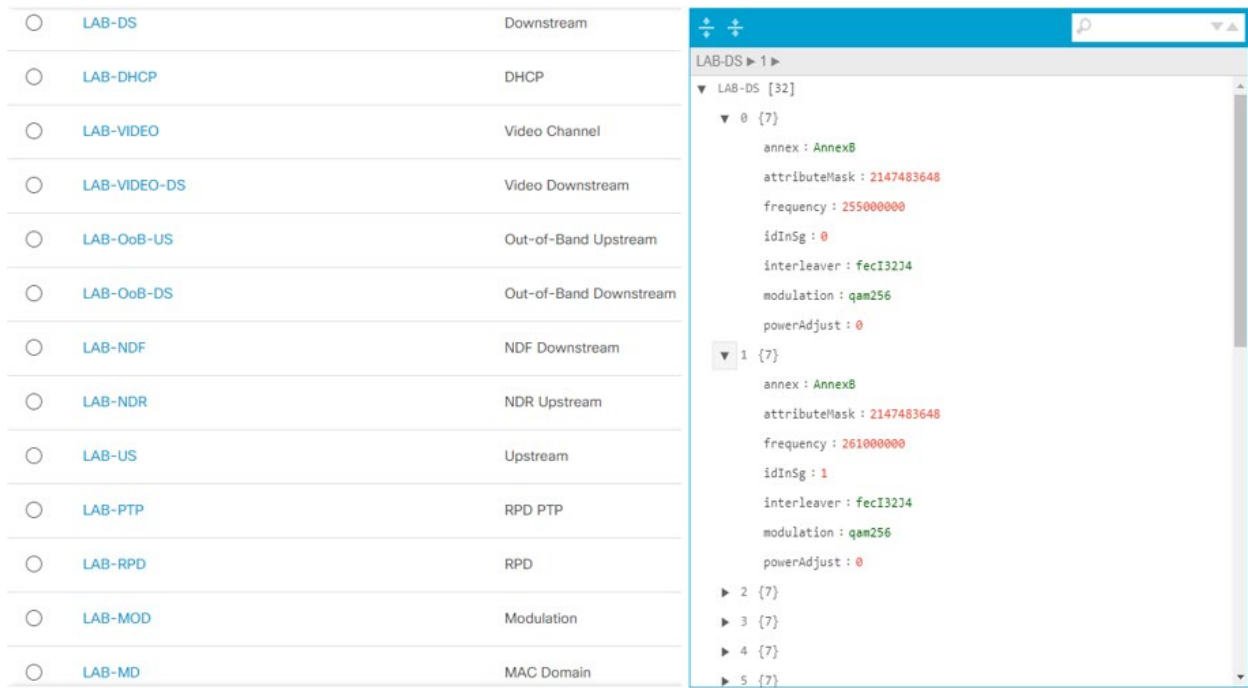 LAB-DS Downstream
LAB-DHCP DHCP
LAB-VIDEO Video Channel
LAB-VIDEO-DS Video Downstream
LAB-OoB-US Out-of-Band Upstream
LAB-OoB-DS Out-of-Band Downstream
LAB-NDF NDF Downstream
LAB-NDR NDR Upstream
LAB-US Upstream
LAB-PTP RPD PTP
LAB-RPD RPD
LAB-MOD Modulation
LAB-MD MAC Domain
LAB-DS ▶ 1 ▶
▼ LAB-DS [32]
▼ 0 {7}
annex : AnnexB
attributeMask : 2147483648
frequency : 255000000
idInSg : 0
interleaver : fecI32J4
modulation : qam256
powerAdjust : 0
▼ 1 {7}
annex : AnnexB
attributeMask : 2147483648
frequency : 261000000
idInSg : 1
interleaver : fecI32J4
modulation : qam256
powerAdjust : 0
▶ 2 {7}
▶ 3 {7}
▶ 4 {7}
▶ 5 {7}